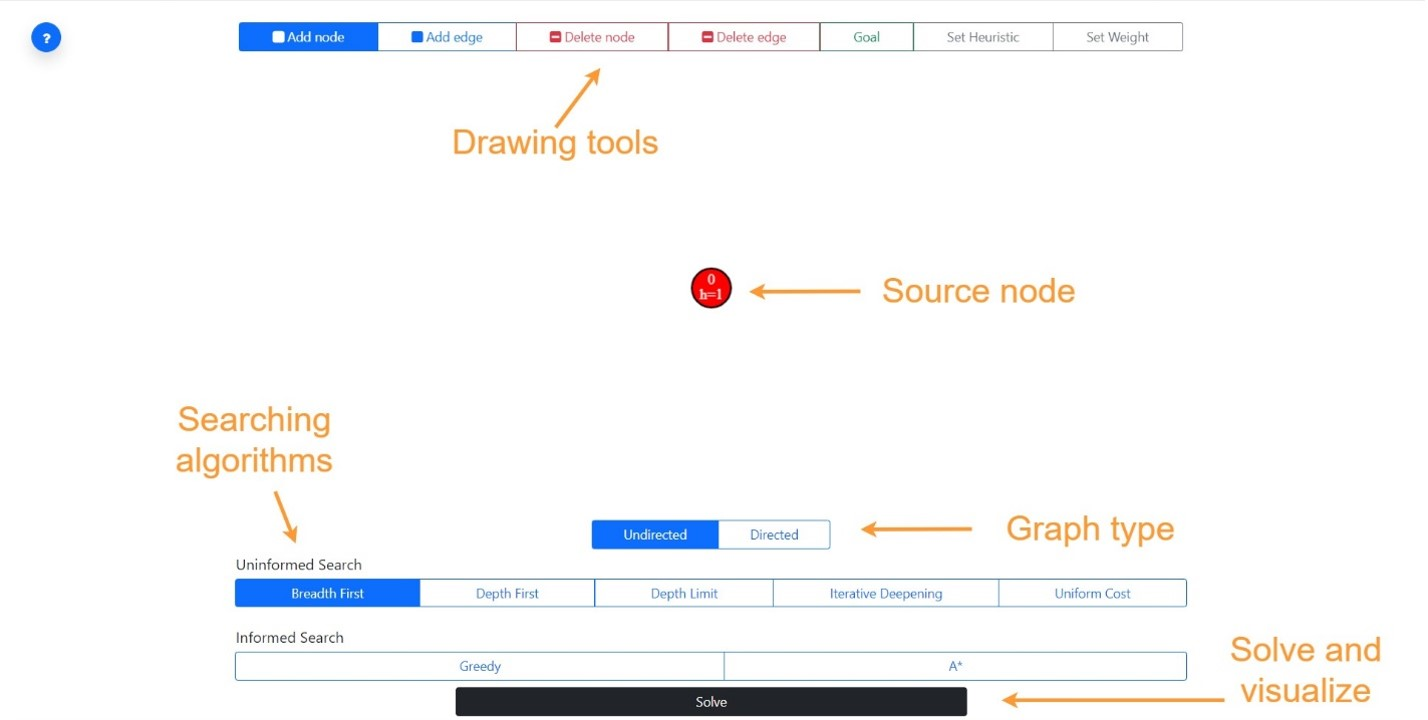 ?
Add node Add edge Delete node Delete edge Goal Set Heuristic Set Weight
Drawing tools
0
h=1
Source node
Searching
algorithms
Undirected Directed
Graph type
Uninformed Search
Breadth First Depth First Depth Limit Iterative Deepening Uniform Cost
Informed Search
Greedy A*
Solve
Solve and
visualize